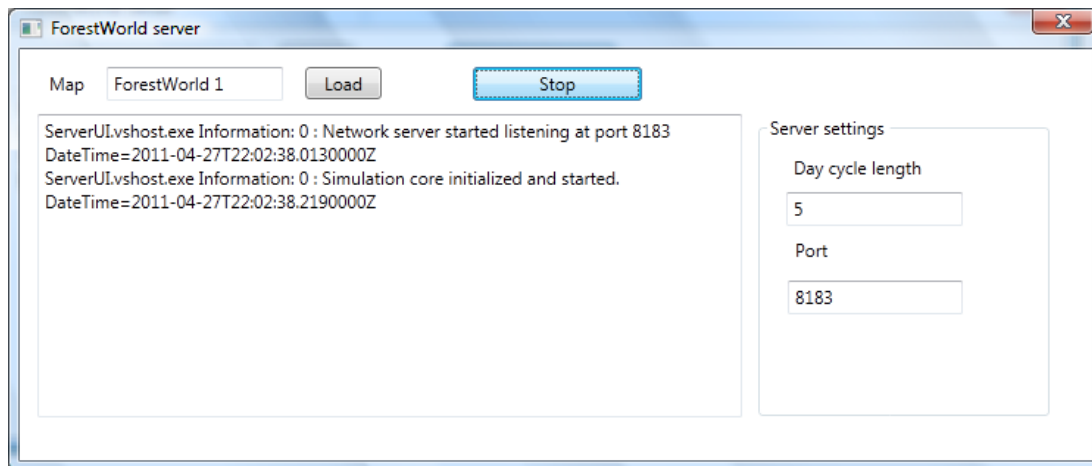 ForestWorld server
Map ForestWorld 1 Load Stop
ServerUI.vshost.exe Information: 0 : Network server started listening at port 8183
DateTime=2011-04-27T22:02:38.0130000Z
ServerUI.vshost.exe Information: 0 : Simulation core initialized and started.
DateTime=2011-04-27T22:02:38.2190000Z
Server settings
Day cycle length
5
Port
8183